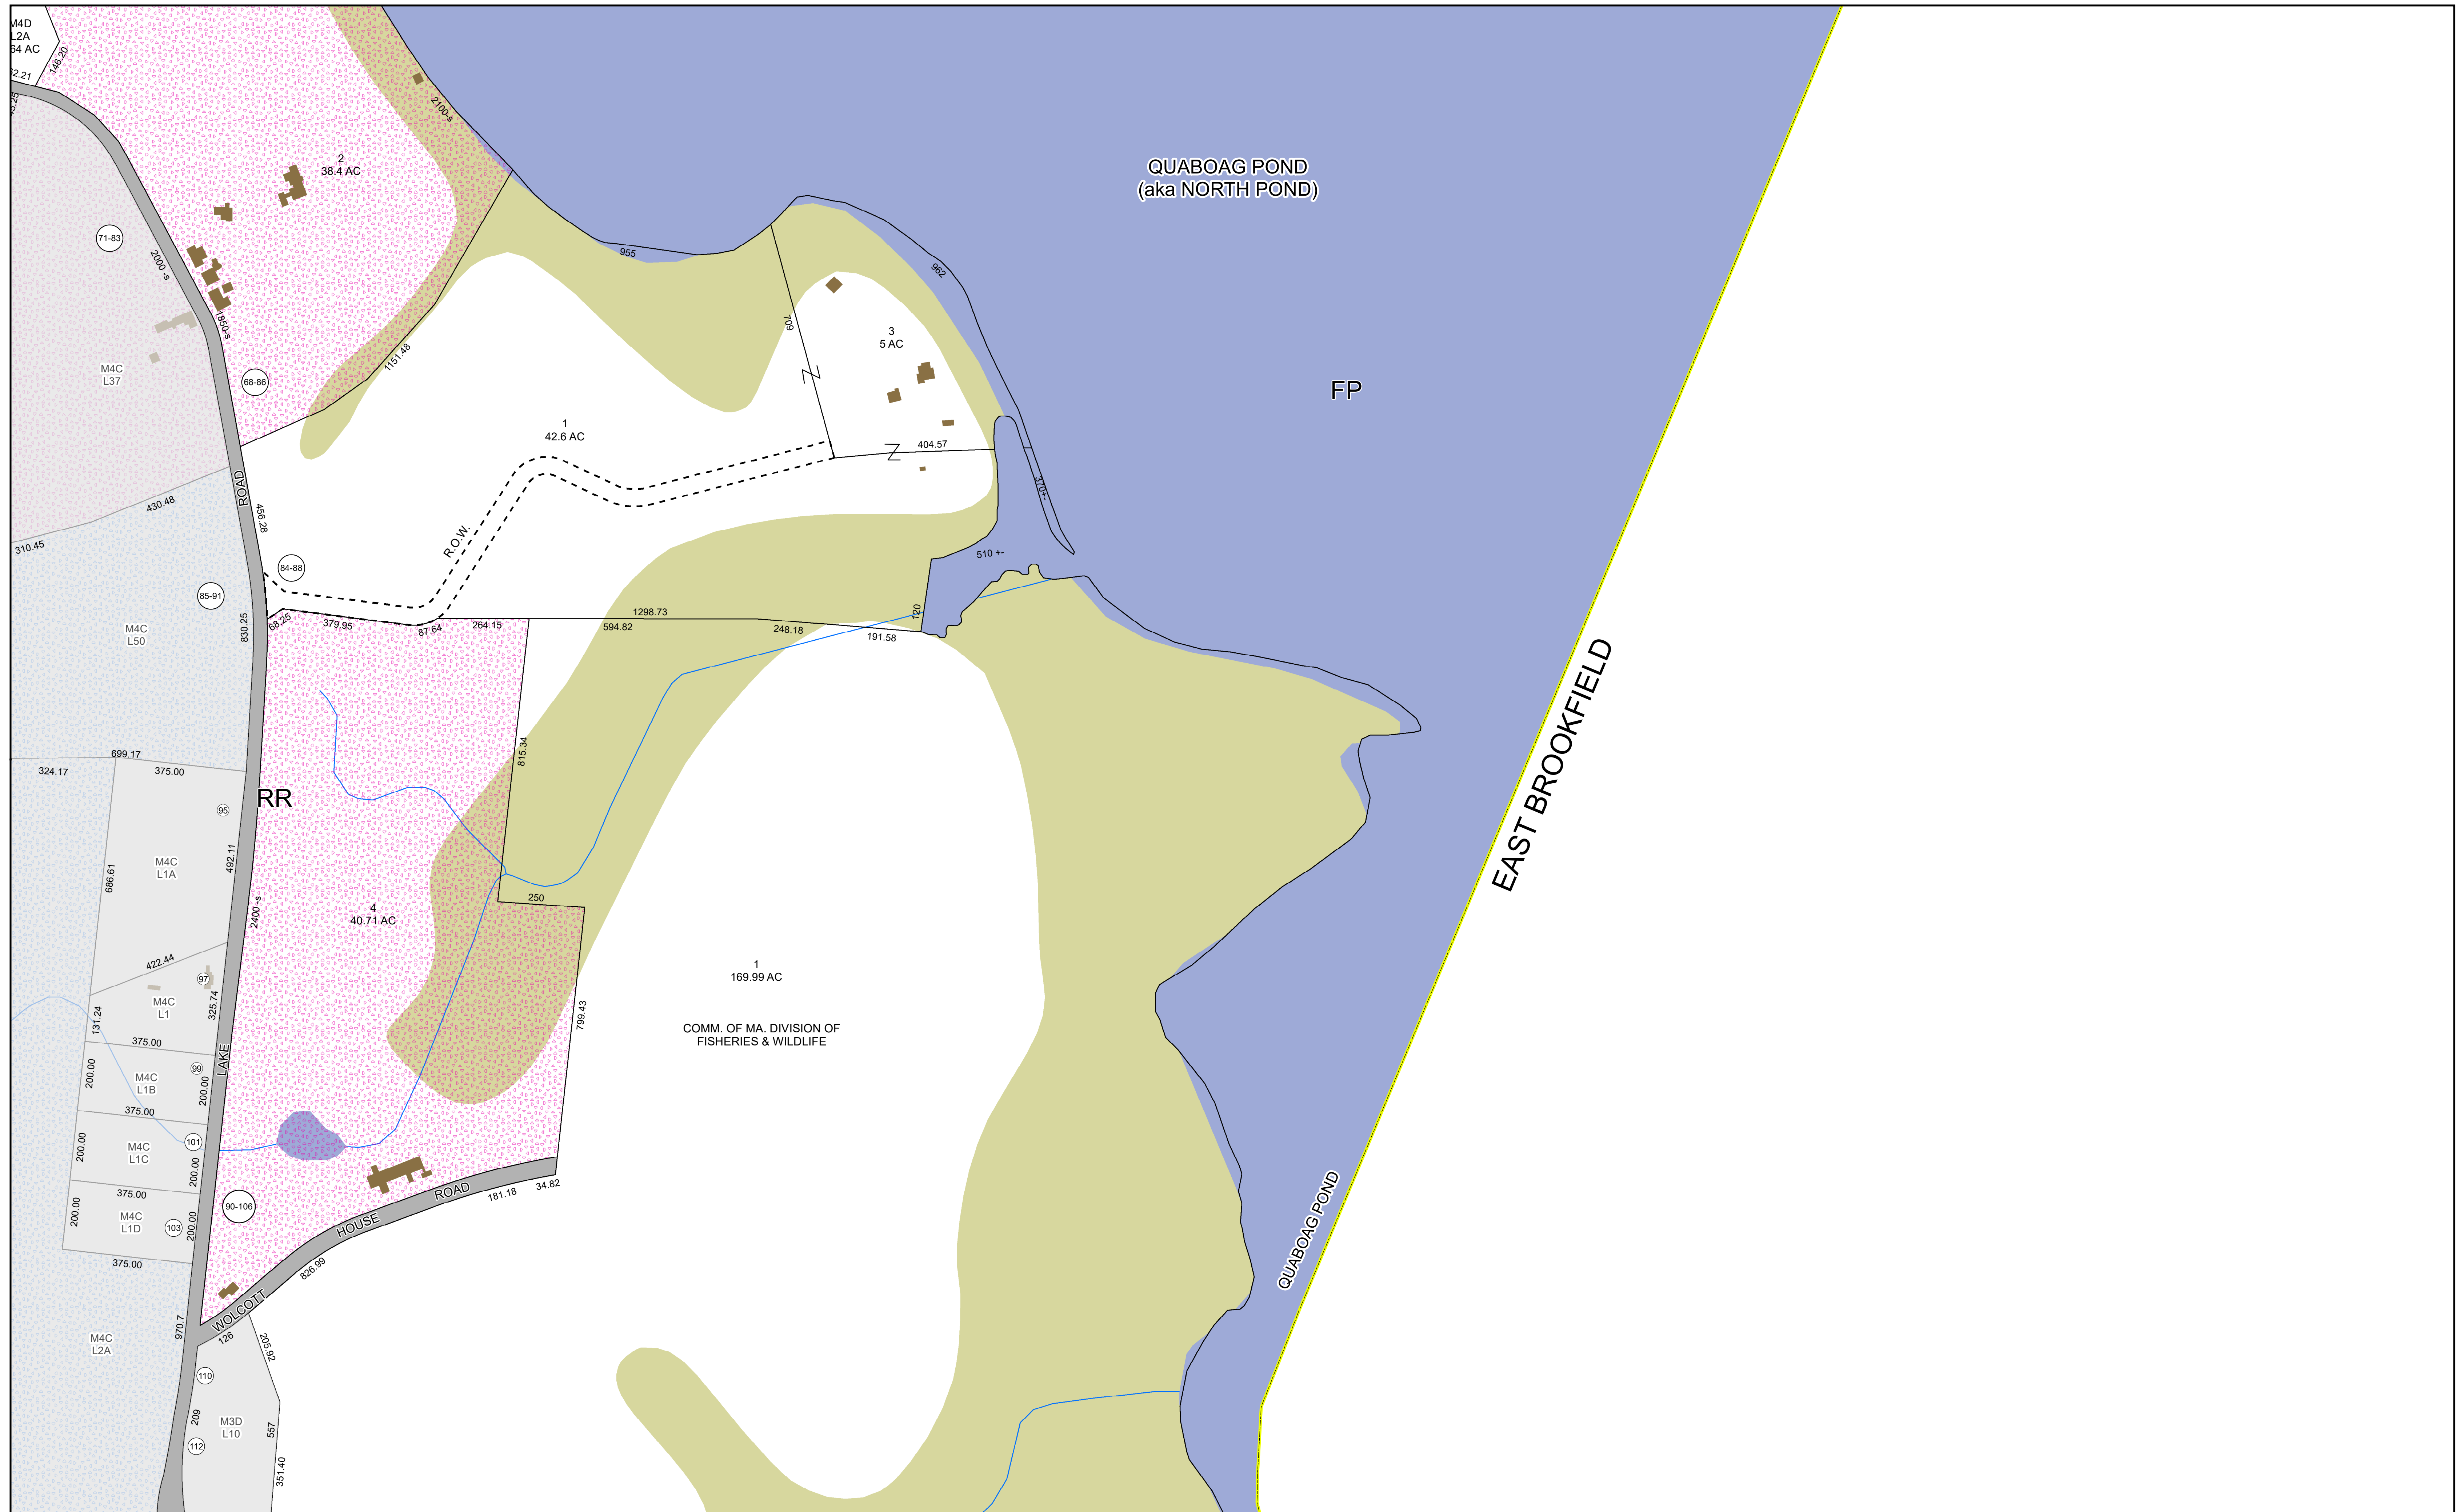 M4D
L2A
64 AC
146.20
2
38.4 AC
2100-s
QUABOAG POND
(aka NORTH POND)
71-83
2000 -s
1850-s
955
962
709
3
5 AC
1151.48
M4C
L37
68-86
FP
1
42.6 AC
404.57
ROAD
430.48
456.28
370+-
R.O.W.
310.45
510 +-
84-88
85-91
M4C
L50
830.25
68.25
379.95
87.64
264.15
1298.73
594.82
248.18
191.58
120
EAST BROOKFIELD
815.34
699.17
324.17
375.00
RR
95
M4C
L1A
686.61
492.11
2400 -s
250
4
40.71 AC
422.44
97
M4C
L1
325.74
131.24
1
169.99 AC
COMM. OF MA. DIVISION OF
FISHERIES & WILDLIFE
799.43
375.00
LAKE
99
M4C
L1B
200.00
200.00
375.00
101
M4C
L1C
200.00
200.00
375.00
M4C
L1D
103
200.00
200.00
90-106
375.00
WOLCOTT
HOUSE
ROAD
181.18
34.82
826.99
QUABOAG POND
970.7
126
205.92
M4C
L2A
110
209
M3D
L10
557
112
351.40